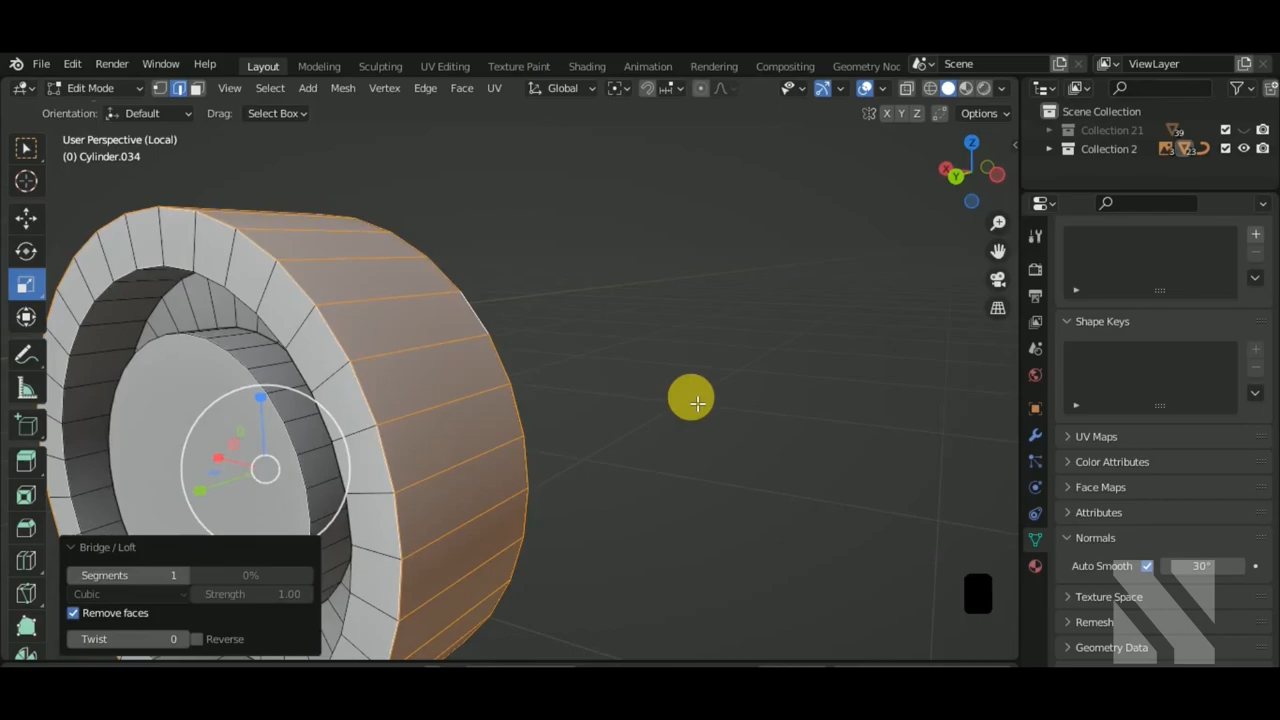 File Edit Render Window Help Layout Modeling Sculpting UV Editing Texture Paint Shading Animation Rendering Compositing Geometry Noc Scene ViewLayer
Edit Mode View Select Add Mesh Vertex Edge Face UV Global
Orientation: Default Drag: Select Box X Y Z Options
User Perspective (Local)
(0) Cylinder.034
Z
X
Y
Scene Collection
Collection 21 39
Collection 2 3 23
Shape Keys
UV Maps
Color Attributes
Face Maps
Attributes
Normals
Auto Smooth 30°
Texture Space
Remesh
Geometry Data
Bridge / Loft
Segments 1 0%
Cubic Strength 1.00
Remove faces
Twist 0 Reverse